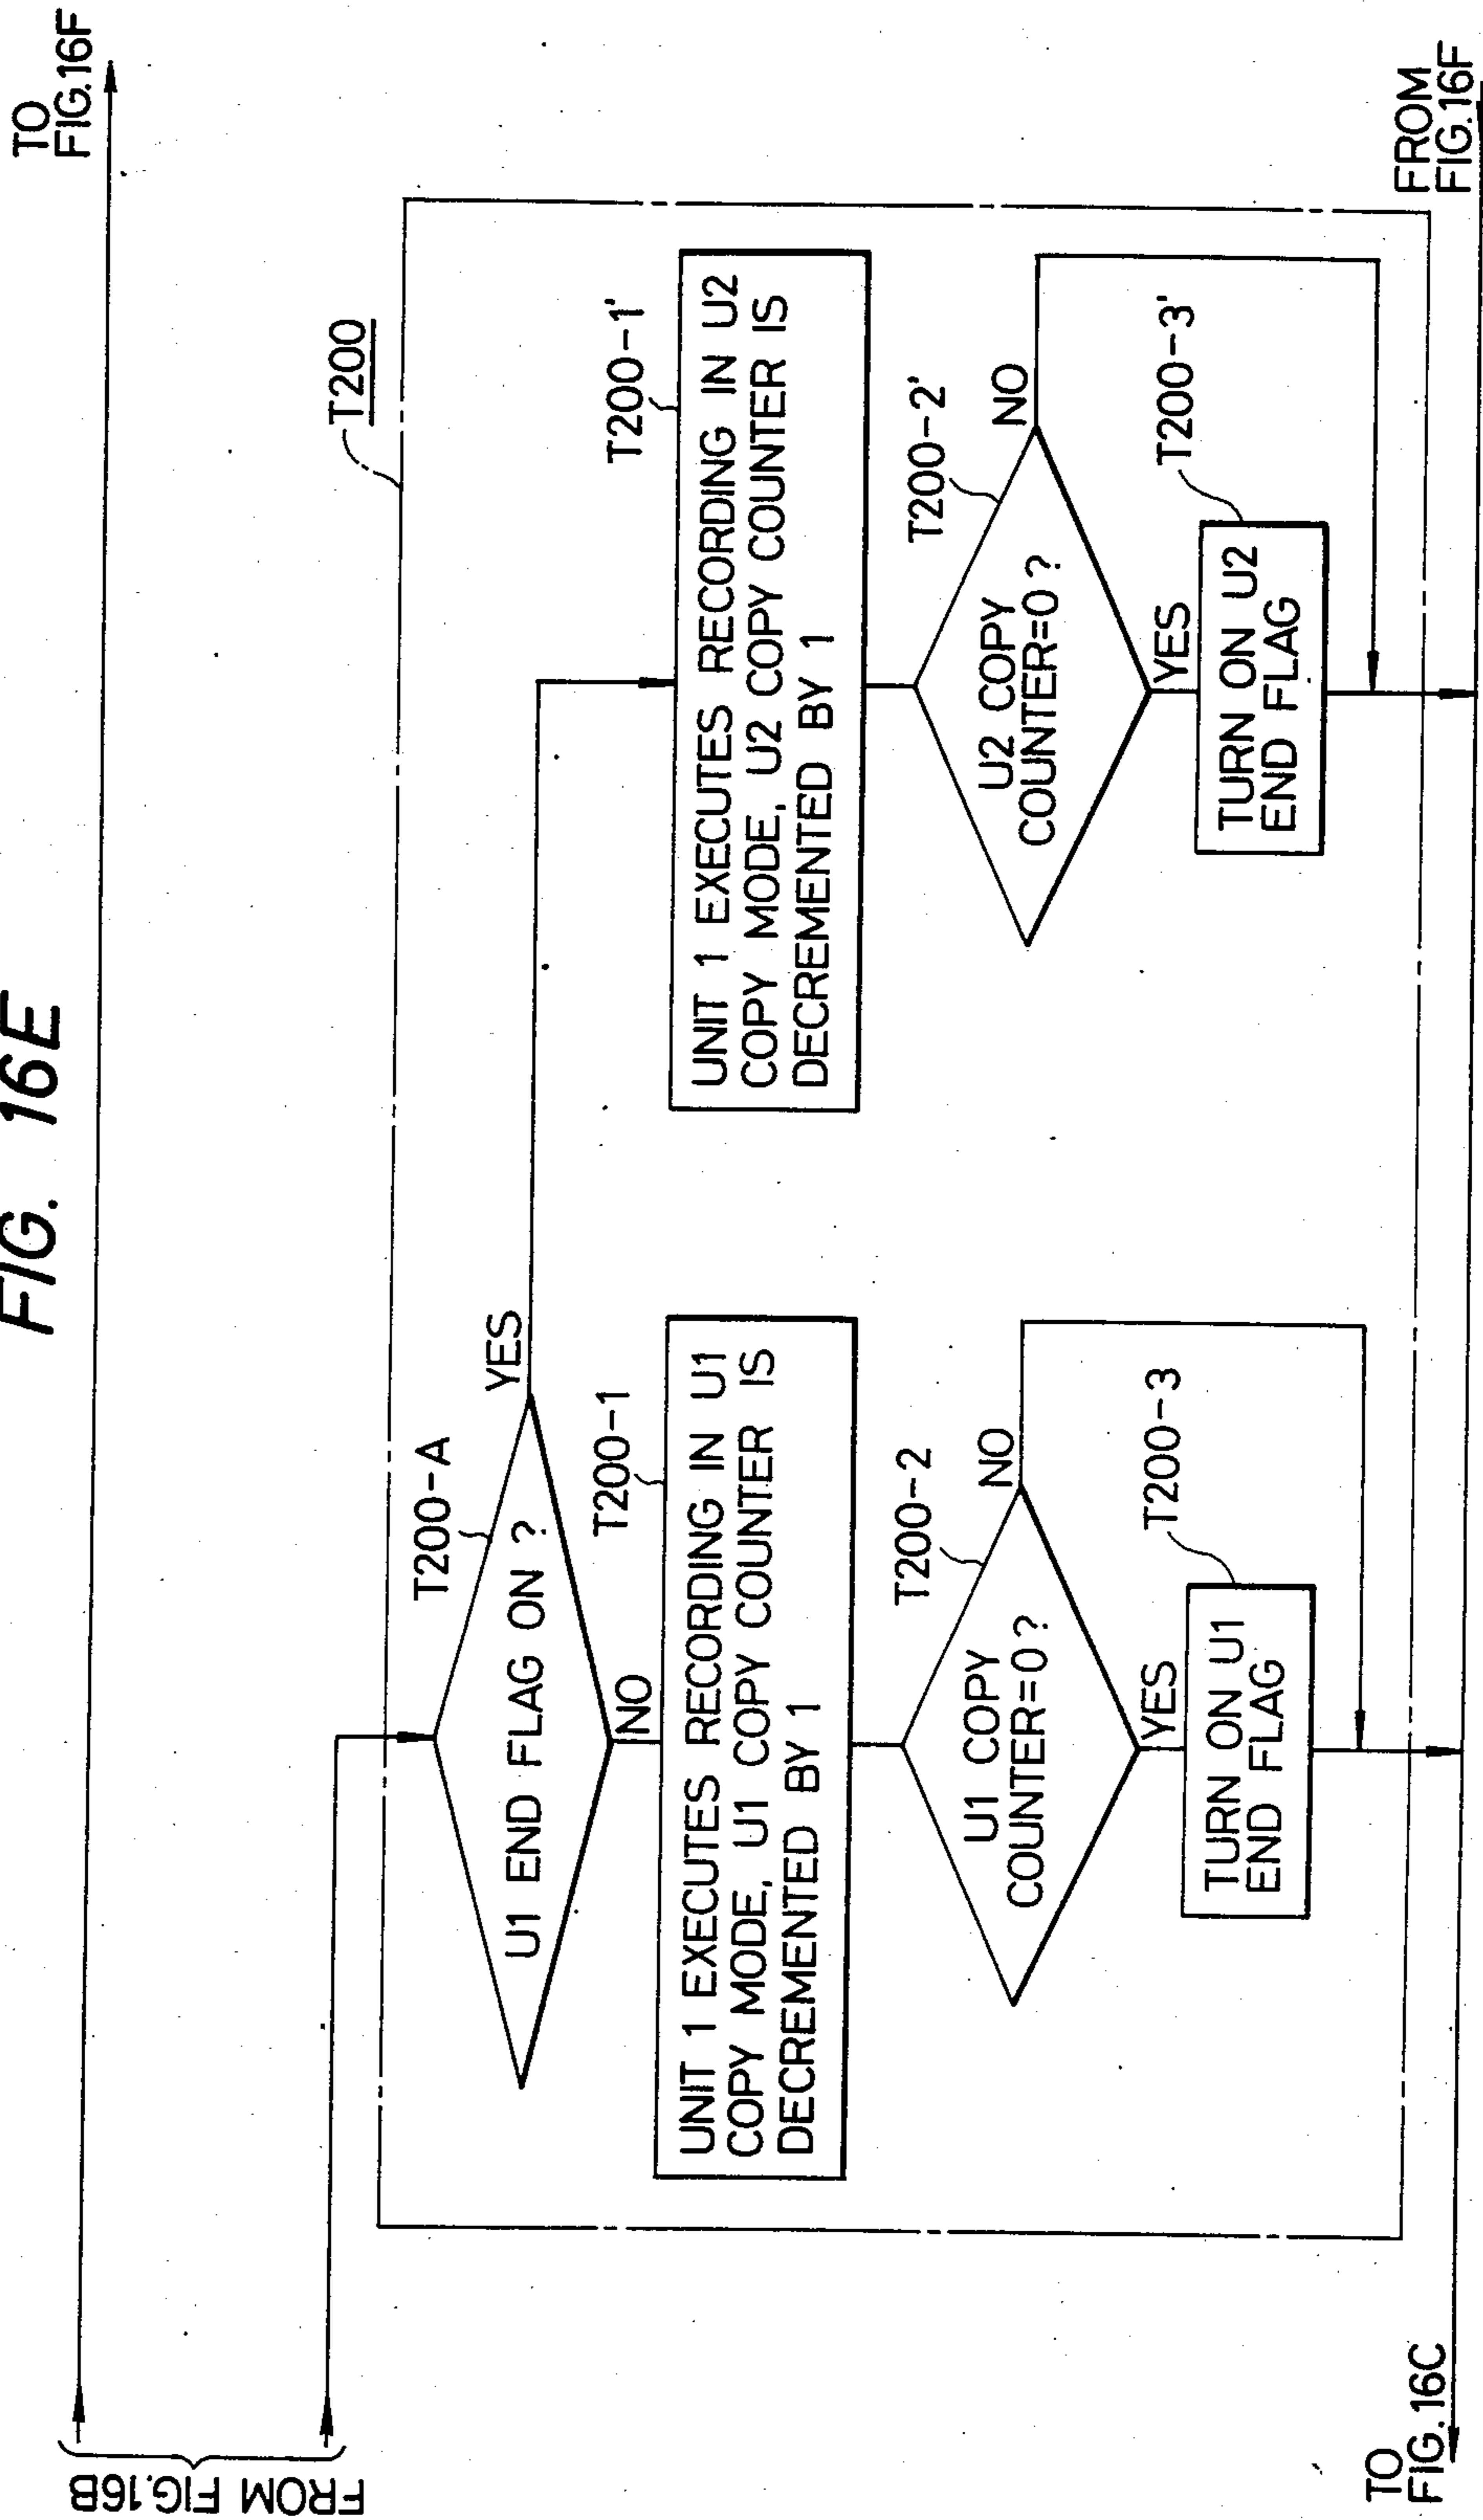 FIG. 16E
FROM FIG.16B
TO
FIG.16F
T200
T200-A
U1 END FLAG ON ?
YES
NO
T200-1
UNIT 1 EXECUTES RECORDING IN U1
COPY MODE, U1 COPY COUNTER IS
DECREMENTED BY 1
T200-2
U1 COPY
COUNTER=0 ?
NO
YES
T200-3
TURN ON U1
END FLAG
T200-1'
UNIT 1 EXECUTES RECORDING IN U2
COPY MODE, U2 COPY COUNTER IS
DECREMENTED BY 1
T200-2'
U2 COPY
COUNTER=0 ?
NO
YES
T200-3'
TURN ON U2
END FLAG
TO
FIG.16C
FROM
FIG.16F